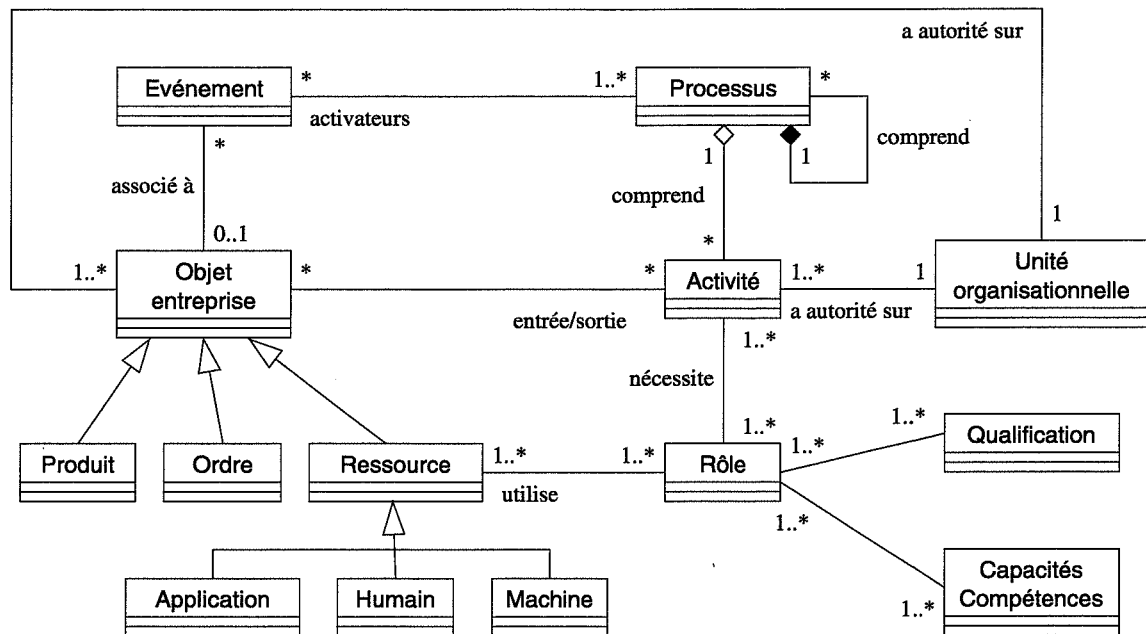 a autorité sur
Evénement
*
1..*
Processus
*
activateurs
*
1
1
comprend
associé à
comprend
0..1
*
1
1..*
Objet
entreprise
*
*
Activité
1..*
1
Unité
organisationnelle
entrée/sortie
a autorité sur
1..*
nécessite
1..*
1..*
1..*
Qualification
Produit
Ordre
Ressource
1..*
1..*
Rôle
utilise
1..*
Application
Humain
Machine
1..*
Capacités
Compétences